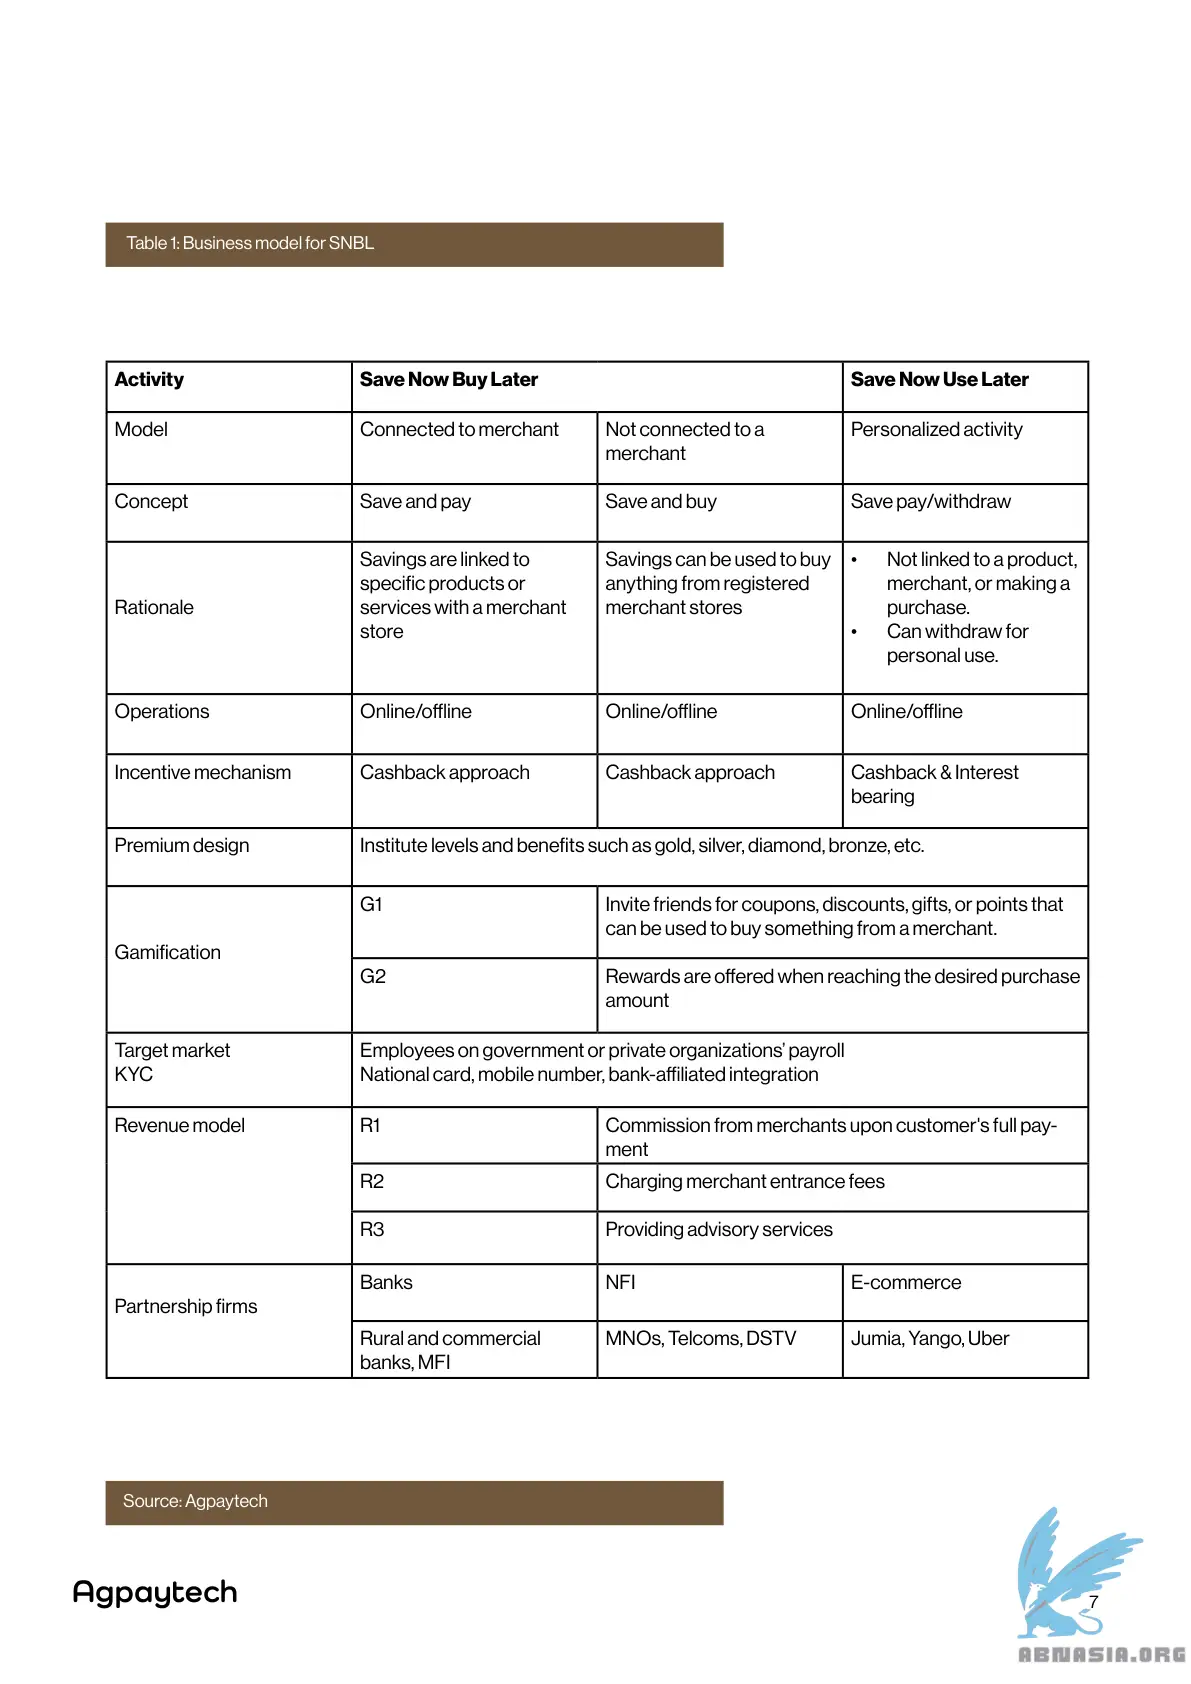 Table 1: Business model for SNBL
Activity
Save Now Buy Later
Save Now Use Later
Model
Connected to merchant
Not connected to a
merchant
Personalized activity
Concept
Save and pay
Save and buy
Save pay/withdraw
Rationale
Savings are linked to
specific products or
services with a merchant
store
Savings can be used to buy
anything from registered
merchant stores
• Not linked to a product,
merchant, or making a
purchase.
• Can withdraw for
personal use.
Operations
Online/offline
Online/offline
Online/offline
Incentive mechanism
Cashback approach
Cashback approach
Cashback & Interest
bearing
Premium design
Institute levels and benefits such as gold, silver, diamond, bronze, etc.
Gamification
G1
Invite friends for coupons, discounts, gifts, or points that
can be used to buy something from a merchant.
G2
Rewards are offered when reaching the desired purchase
amount
Target market
KYC
Employees on government or private organizations’ payroll
National card, mobile number, bank-affiliated integration
Revenue model
R1
Commission from merchants upon customer's full pay-
ment
R2
Charging merchant entrance fees
R3
Providing advisory services
Partnership firms
Banks
NFI
E-commerce
Rural and commercial
banks, MFI
MNOs, Telcoms, DSTV
Jumia, Yango, Uber
Source: Agpaytech
Agpaytech
7
ABNASIA.ORG